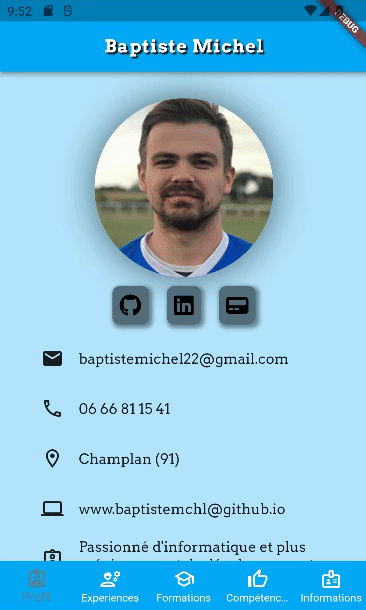 9:52
DEBUG
Baptiste Michel
baptistemichel22@gmail.com
06 66 81 15 41
Champlan (91)
www.baptistemchl@github.io
Passionné d'informatique et plus
Profil
Experiences
Formations
Compétenc...
Informations